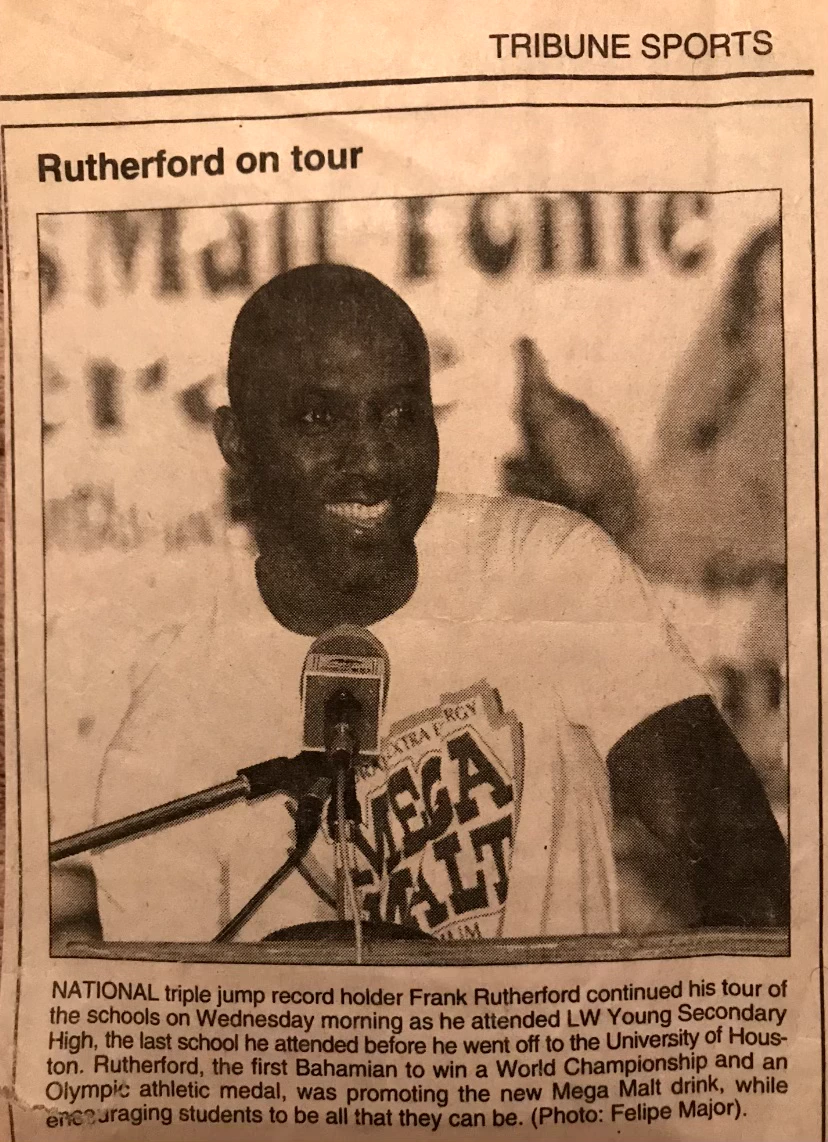 TRIBUNE SPORTS
Rutherford on tour
MEGA
MALT
NATIONAL triple jump record holder Frank Rutherford continued his tour of
the schools on Wednesday morning as he attended LW Young Secondary
High, the last school he attended before he went off to the University of Hous-
ton. Rutherford, the first Bahamian to win a World Championship and an
Olympic athletic medal, was promoting the new Mega Malt drink, while
encouraging students to be all that they can be. (Photo: Felipe Major).